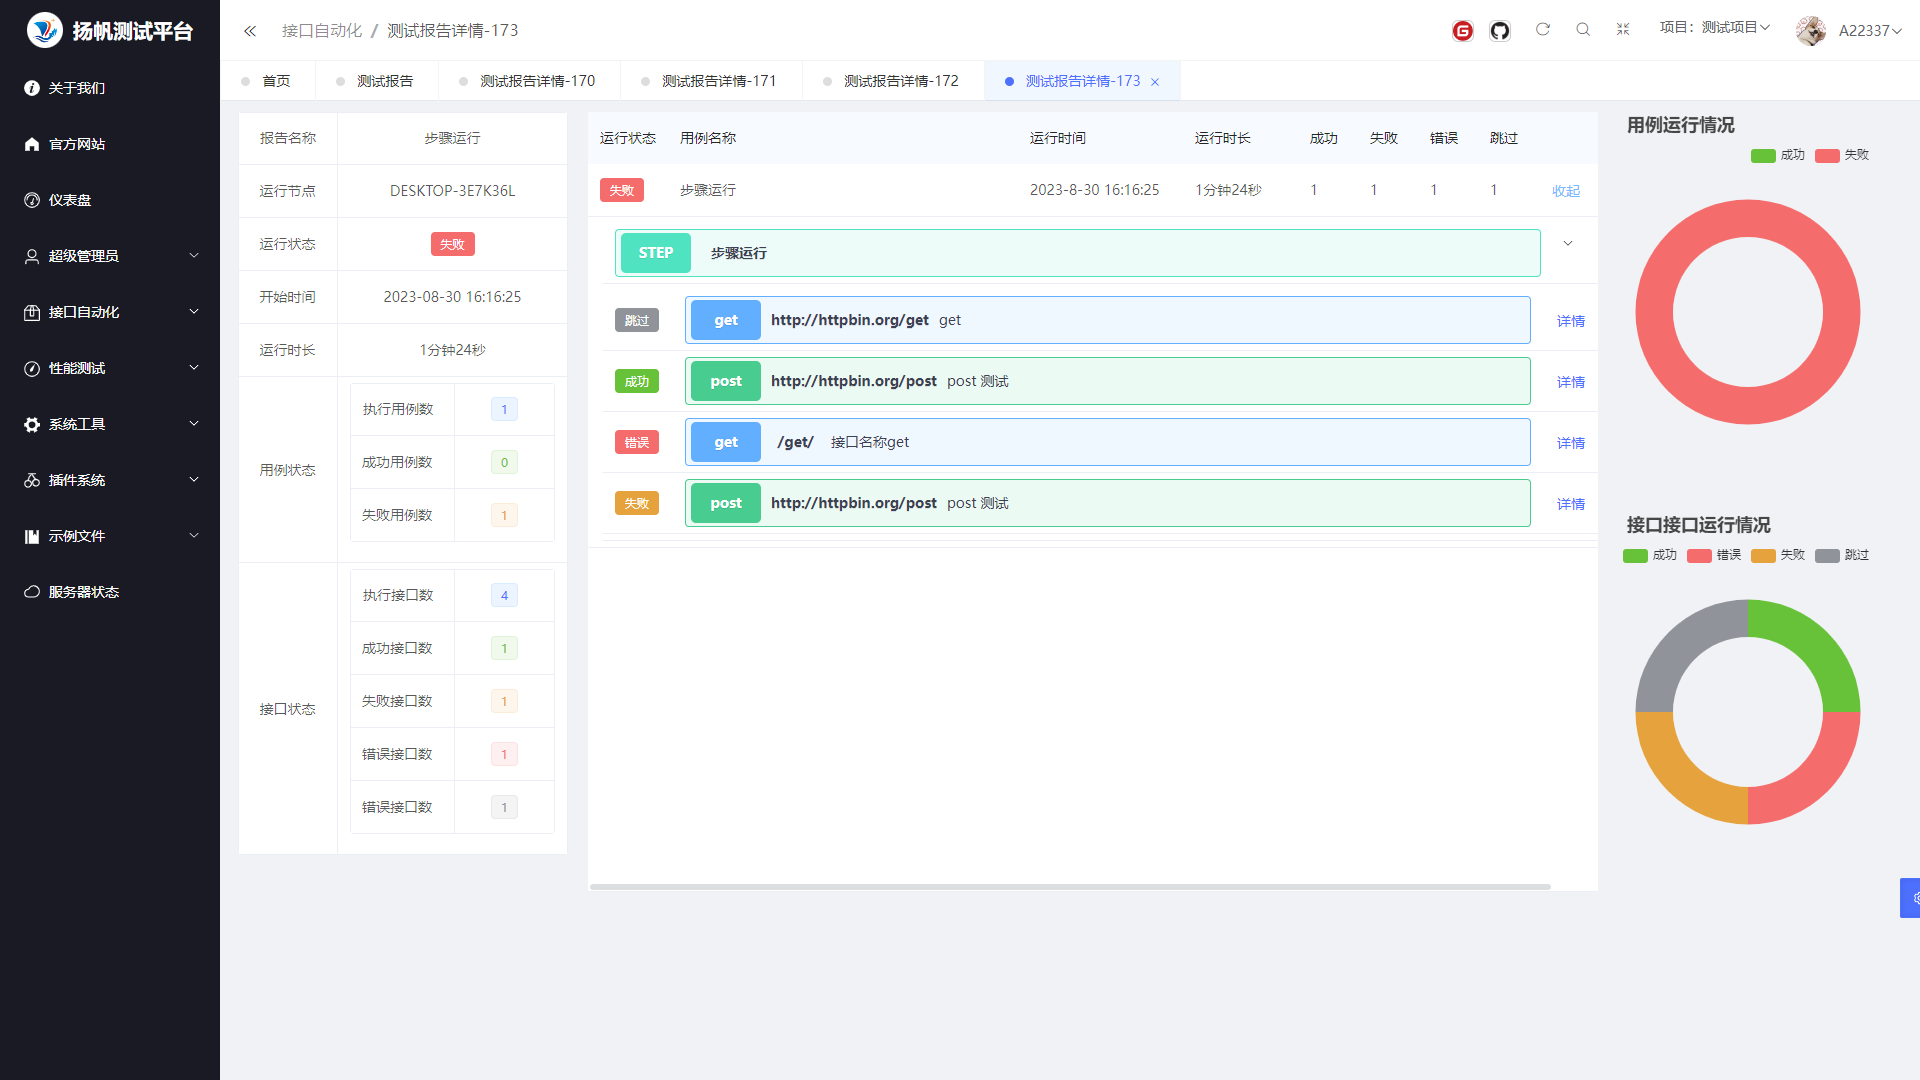 扬帆测试平台
关于我们
官方网站
仪表盘
超级管理员
接口自动化
性能测试
系统工具
插件系统
示例文件
服务器状态
接口自动化 / 测试报告详情-173
项目：测试项目
A22337
首页
测试报告
测试报告详情-170
测试报告详情-171
测试报告详情-172
测试报告详情-173
报告名称 步骤运行
运行节点 DESKTOP-3E7K36L
运行状态 失败
开始时间 2023-08-30 16:16:25
运行时长 1分钟24秒
用例状态
执行用例数 1
成功用例数 0
失败用例数 1
接口状态
执行接口数 4
成功接口数 1
失败接口数 1
错误接口数 1
错误接口数 1
运行状态 用例名称 运行时间 运行时长 成功 失败 错误 跳过
失败 步骤运行 2023-8-30 16:16:25 1分钟24秒 1 1 1 1 收起
STEP 步骤运行
跳过 get http://httpbin.org/get get 详情
成功 post http://httpbin.org/post post 测试 详情
错误 get /get/ 接口名称get 详情
失败 post http://httpbin.org/post post 测试 详情
用例运行情况
成功 失败
接口接口运行情况
成功 错误 失败 跳过